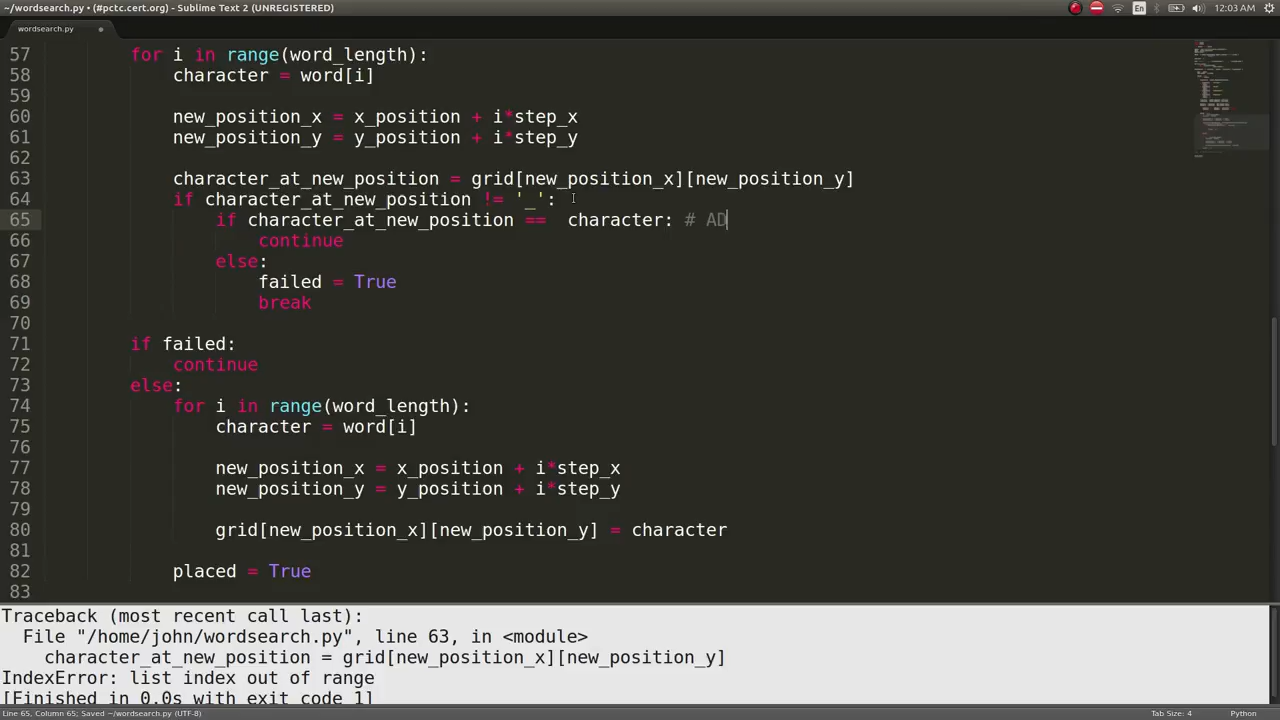 ~/wordsearch.py • (#pctc.cert.org) - Sublime Text 2 (UNREGISTERED)
En
12:03 AM
wordsearch.py
57 for i in range(word_length):
58 character = word[i]
59
60 new_position_x = x_position + i*step_x
61 new_position_y = y_position + i*step_y
62
63 character_at_new_position = grid[new_position_x][new_position_y]
64 if character_at_new_position != '_':
65 if character_at_new_position ==  character: # AD
66 continue
67 else:
68 failed = True
69 break
70
71 if failed:
72 continue
73 else:
74 for i in range(word_length):
75 character = word[i]
76
77 new_position_x = x_position + i*step_x
78 new_position_y = y_position + i*step_y
79
80 grid[new_position_x][new_position_y] = character
81
82 placed = True
83
Traceback (most recent call last):
File "/home/john/wordsearch.py", line 63, in <module>
character_at_new_position = grid[new_position_x][new_position_y]
IndexError: list index out of range
[Finished in 0.0s with exit code 1]
Line 65, Column 65; Saved ~/wordsearch.py (UTF-8)
Tab Size: 4
Python